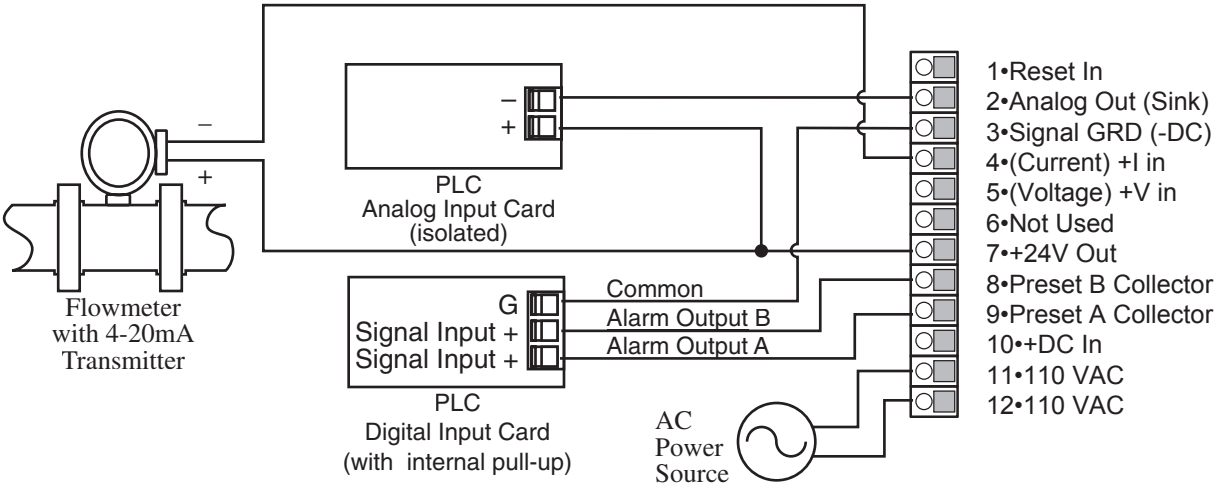 1•Reset In
2•Analog Out (Sink)
3•Signal GRD (-DC)
4•(Current) +I in
5•(Voltage) +V in
6•Not Used
7•+24V Out
8•Preset B Collector
9•Preset A Collector
10•+DC In
11•110 VAC
12•110 VAC
–
+
PLC
Analog Input Card
(isolated)
–
+
Flowmeter
with 4-20mA
Transmitter
G
Signal Input +
Signal Input +
Common
Alarm Output B
Alarm Output A
PLC
Digital Input Card
(with internal pull-up)
AC
Power
Source